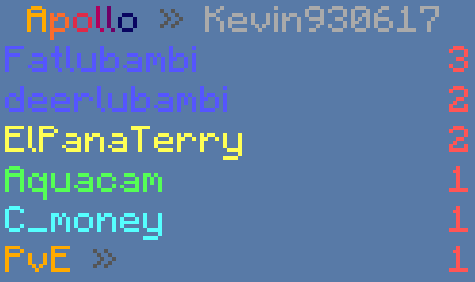 Apollo » Kevin930617
Fatlubambi 3
deerlubambi 2
ElPanaTerry 2
Aquacam 1
C_money 1
PvE » 1